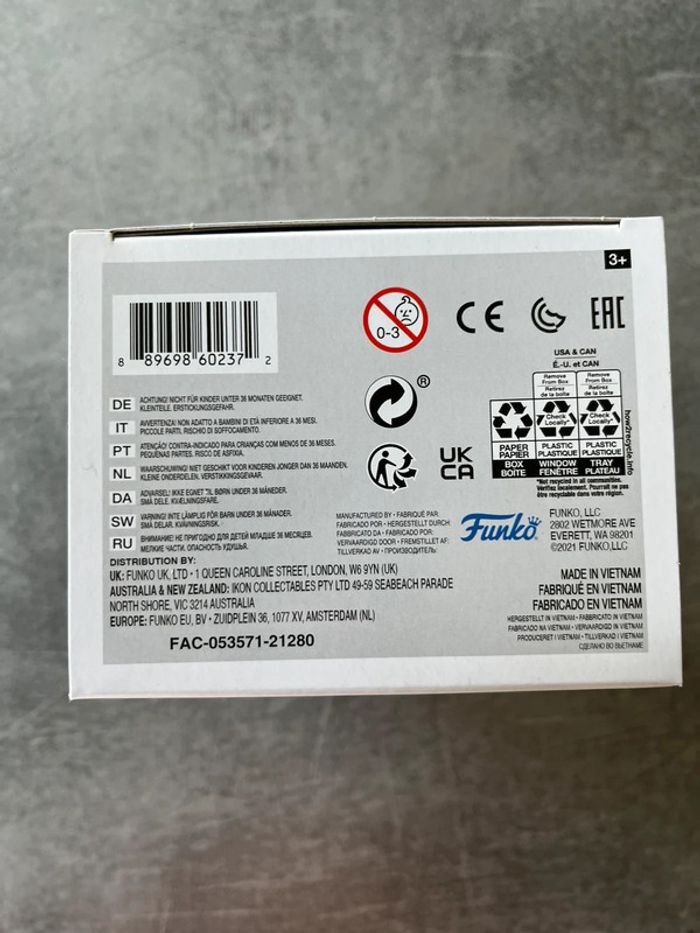 3+
8 89698 60237 2
0-3
CE
EAC
USA & CAN
É.-U. et CAN
Remove From Box
Retirez de la boîte
Remove From Box
Retirez de la boîte
Check Locally*
Check Locally*
PAPER
PAPIER
BOX
BOÎTE
PLASTIC
PLASTIQUE
WINDOW
FENÊTRE
PLASTIC
PLASTIQUE
TRAY
PLATEAU
how2recycle.info
*Not recycled in all communities.
Vérifiez localement. Pourrait ne pas
être recyclable dans votre région.
®
UK
CA
DE ACHTUNG! NICHT FÜR KINDER UNTER 36 MONATEN GEEIGNET.
KLEINTEILE. ERSTICKUNGSGEFAHR.
IT AVVERTENZA! NON ADATTO A BAMBINI DI ETÀ INFERIORE A 36 MESI.
PICCOLE PARTI. RISCHIO DI SOFFOCAMENTO.
PT ATENÇÃO! CONTRA-INDICADO PARA CRIANÇAS COM MENOS DE 36 MESES.
PEQUENAS PARTES. RISCO DE ASFIXIA.
NL WAARSCHUWING! NIET GESCHIKT VOOR KINDEREN JONGER DAN 36 MAANDEN.
KLEINE ONDERDELEN. VERSTIKKINGSGEVAAR.
DA ADVARSEL! IKKE EGNET TIL BØRN UNDER 36 MÅNEDER.
SMÅ DELE. KVÆLNINGSFARE.
SW VARNING! INTE LÄMPLIG FÖR BARN UNDER 36 MÅNADER.
SMÅ DELAR. KVÄVNINGSRISK.
RU ВНИМАНИЕ! НЕ ПРИГОДНО ДЛЯ ДЕТЕЙ МЛАДШЕ 36 МЕСЯЦЕВ.
МЕЛКИЕ ЧАСТИ. ОПАСНОСТЬ УДУШЬЯ.
MANUFACTURED BY • FABRIQUÉ PAR:
FABRICADO POR • HERGESTELLT DURCH:
FABBRICATO DA • FABRICADO POR:
VERVAARDIGD DOOR • FREMSTILLET AF:
TILLVERKAD AV • ПРОИЗВОДИТЕЛЬ:
Funko
FUNKO, LLC
2802 WETMORE AVE
EVERETT, WA 98201
©2021 FUNKO,LLC
DISTRIBUTION BY:
UK: FUNKO UK, LTD • 1 QUEEN CAROLINE STREET, LONDON, W6 9YN (UK)
AUSTRALIA & NEW ZEALAND: IKON COLLECTABLES PTY LTD 49-59 SEABEACH PARADE
NORTH SHORE, VIC 3214 AUSTRALIA
EUROPE: FUNKO EU, BV • ZUIDPLEIN 36, 1077 XV, AMSTERDAM (NL)
FAC-053571-21280
MADE IN VIETNAM
FABRIQUÉ EN VIETNAM
FABRICADO EN VIETNAM
HERGESTELLT IN VIETNAM • FABBRICATO IN VIETNAM
FABRICADO NA VIETNAM • VERVAARDIGD IN VIETNAM
PRODUCERET I VIETNAM • TILLVERKAD I VIETNAM
СДЕЛАНО ВО ВЬЕТНАМЕ